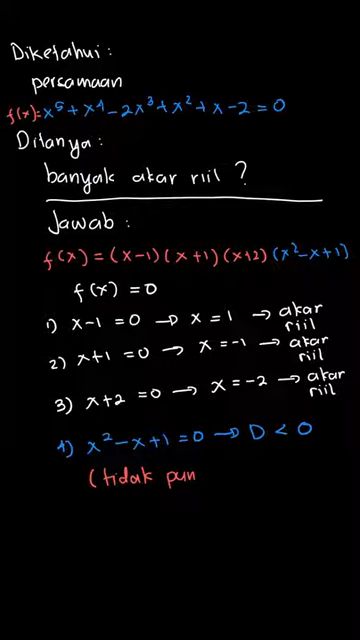 Diketahui:
persamaan
f(x) = x⁵ + x⁴ - 2x³ + x² + x - 2 = 0
Ditanya:
banyak akar riil ?
Jawab:
f(x) = (x-1) (x+1) (x+2) (x² - x + 1)
f(x) = 0
1) x - 1 = 0 → x = 1 → akar riil
2) x + 1 = 0 → x = -1 → akar riil
3) x + 2 = 0 → x = -2 → akar riil
4) x² - x + 1 = 0 → D < 0
(tidak pun